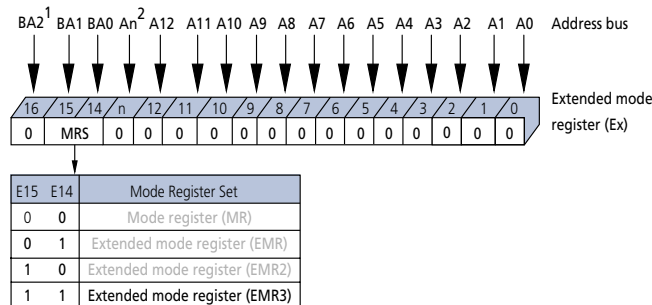 BA2¹ BA1 BA0 An² A12 A11 A10 A9 A8 A7 A6 A5 A4 A3 A2 A1 A0 Address bus
16 15 14 n 12 11 10 9 8 7 6 5 4 3 2 1 0 Extended mode
register (Ex)
0 MRS 0 0 0 0 0 0 0 0 0 0 0 0 0 0
E15 E14 Mode Register Set
0 0 Mode register (MR)
0 1 Extended mode register (EMR)
1 0 Extended mode register (EMR2)
1 1 Extended mode register (EMR3)